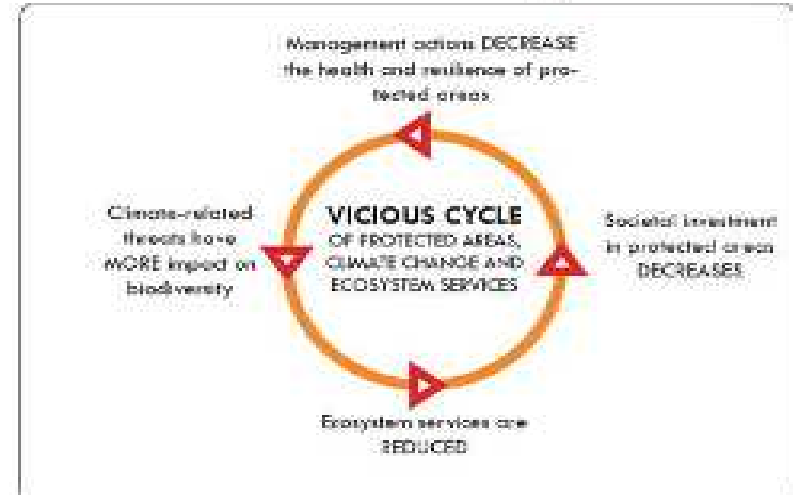 Management actions DECREASE
the health and resilience of pro-
tected areas
Climate-related
threats have
MORE impact on
biodiversity
VICIOUS CYCLE
OF PROTECTED AREAS,
CLIMATE CHANGE AND
ECOSYSTEM SERVICES
Societal investment
in protected areas
DECREASES
Ecosystem services are
REDUCED